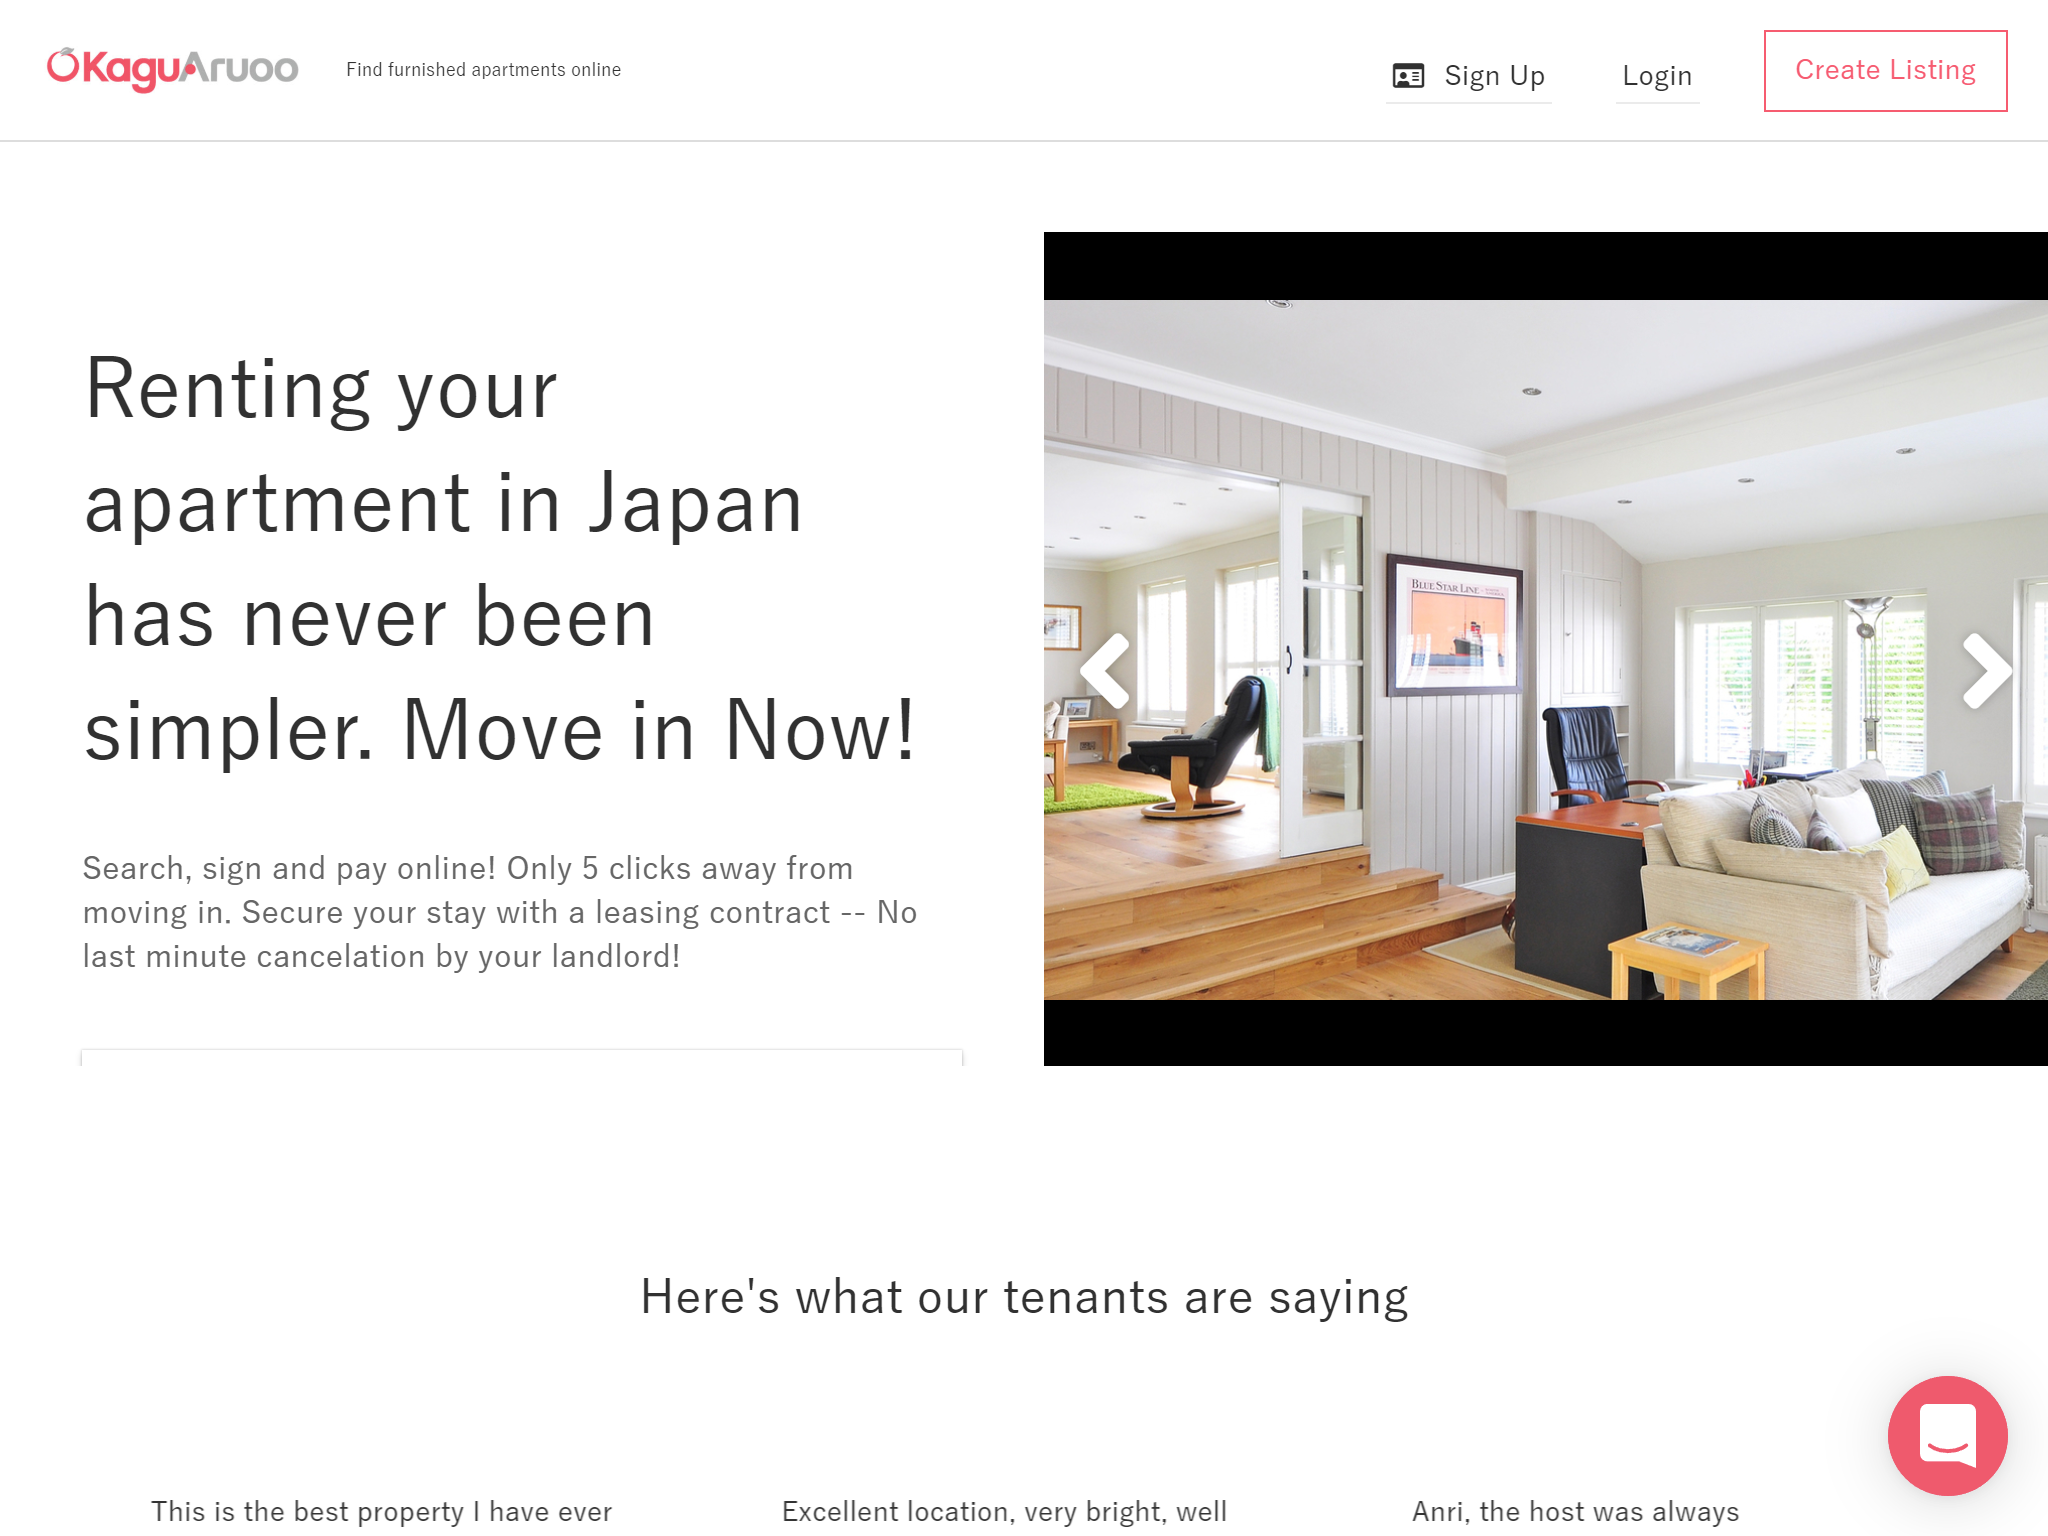 OKaguAruoo
Find furnished apartments online
Sign Up
Login
Create Listing
Renting your
apartment in Japan
has never been
simpler. Move in Now!
Search, sign and pay online! Only 5 clicks away from
moving in. Secure your stay with a leasing contract -- No
last minute cancelation by your landlord!
BLUE STAR LINE
Here's what our tenants are saying
This is the best property I have ever
Excellent location, very bright, well
Anri, the host was always